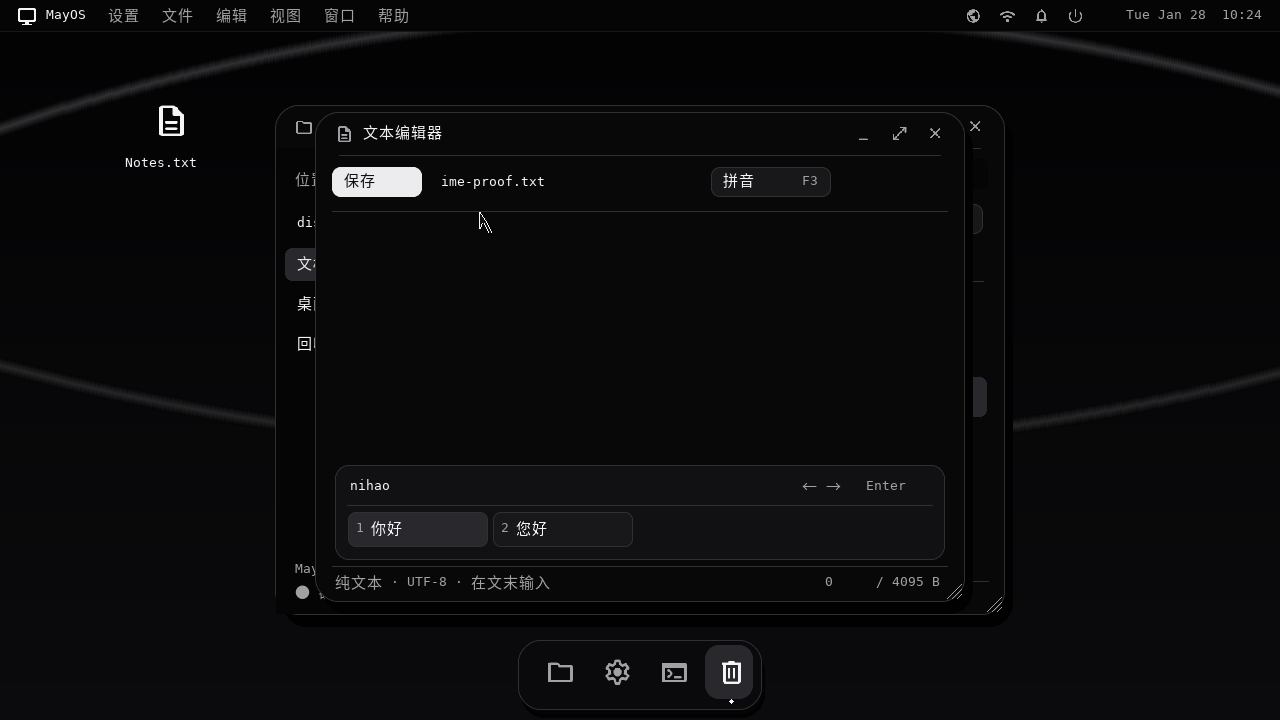 MayOS 设置 文件 编辑 视图 窗口 帮助 Tue Jan 28 10:24
Notes.txt
文本编辑器
保存 ime-proof.txt 拼音 F3
nihao ← → Enter
1 你好 2 您好
纯文本 · UTF-8 · 在文末输入 0 / 4095 B